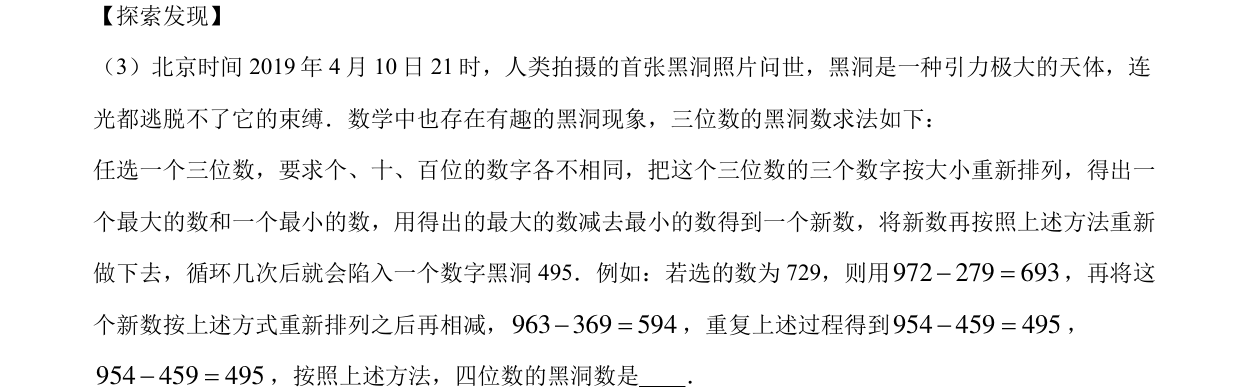 【探索发现】
（3）北京时间 2019 年 4 月 10 日 21 时，人类拍摄的首张黑洞照片问世，黑洞是一种引力极大的天体，连
光都逃脱不了它的束缚．数学中也存在有趣的黑洞现象，三位数的黑洞数求法如下：
任选一个三位数，要求个、十、百位的数字各不相同，把这个三位数的三个数字按大小重新排列，得出一
个最大的数和一个最小的数，用得出的最大的数减去最小的数得到一个新数，将新数再按照上述方法重新
做下去，循环几次后就会陷入一个数字黑洞 495．例如：若选的数为 729，则用972－279＝693，再将这
个新数按上述方式重新排列之后再相减，963－369＝594，重复上述过程得到954－459＝495，
954－459＝495，按照上述方法，四位数的黑洞数是____．